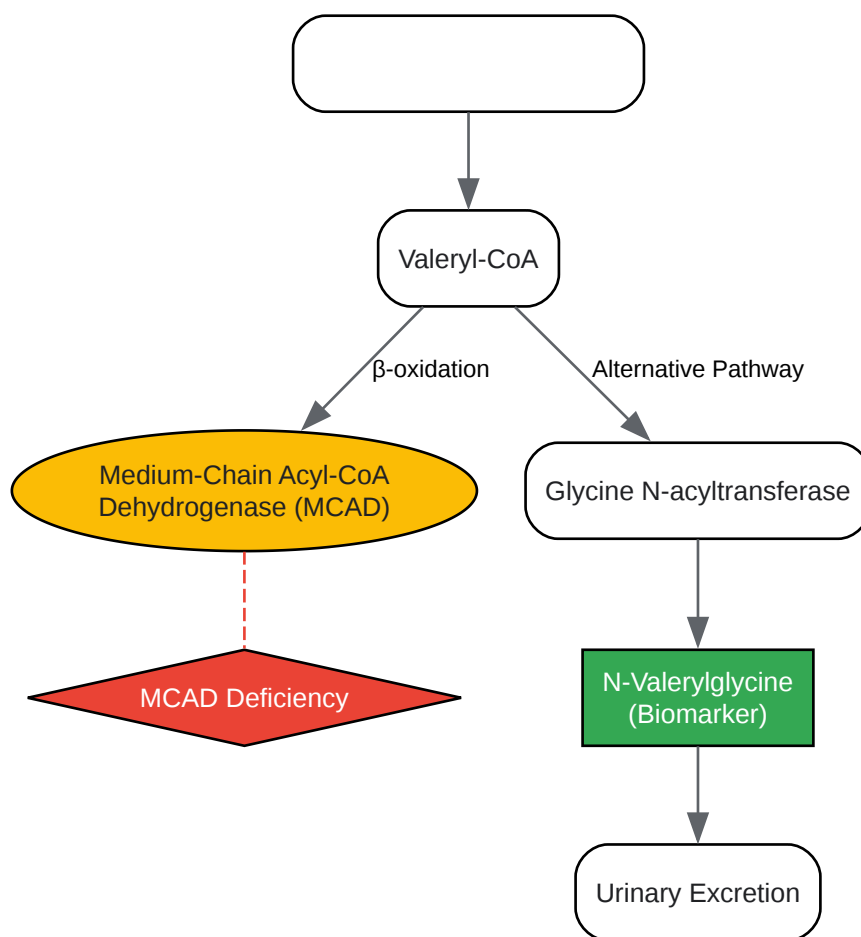 Valeryl-CoA
β-oxidation
Alternative Pathway
Medium-Chain Acyl-CoA
Dehydrogenase (MCAD)
Glycine N-acyltransferase
MCAD Deficiency
N-Valerylglycine
(Biomarker)
Urinary Excretion